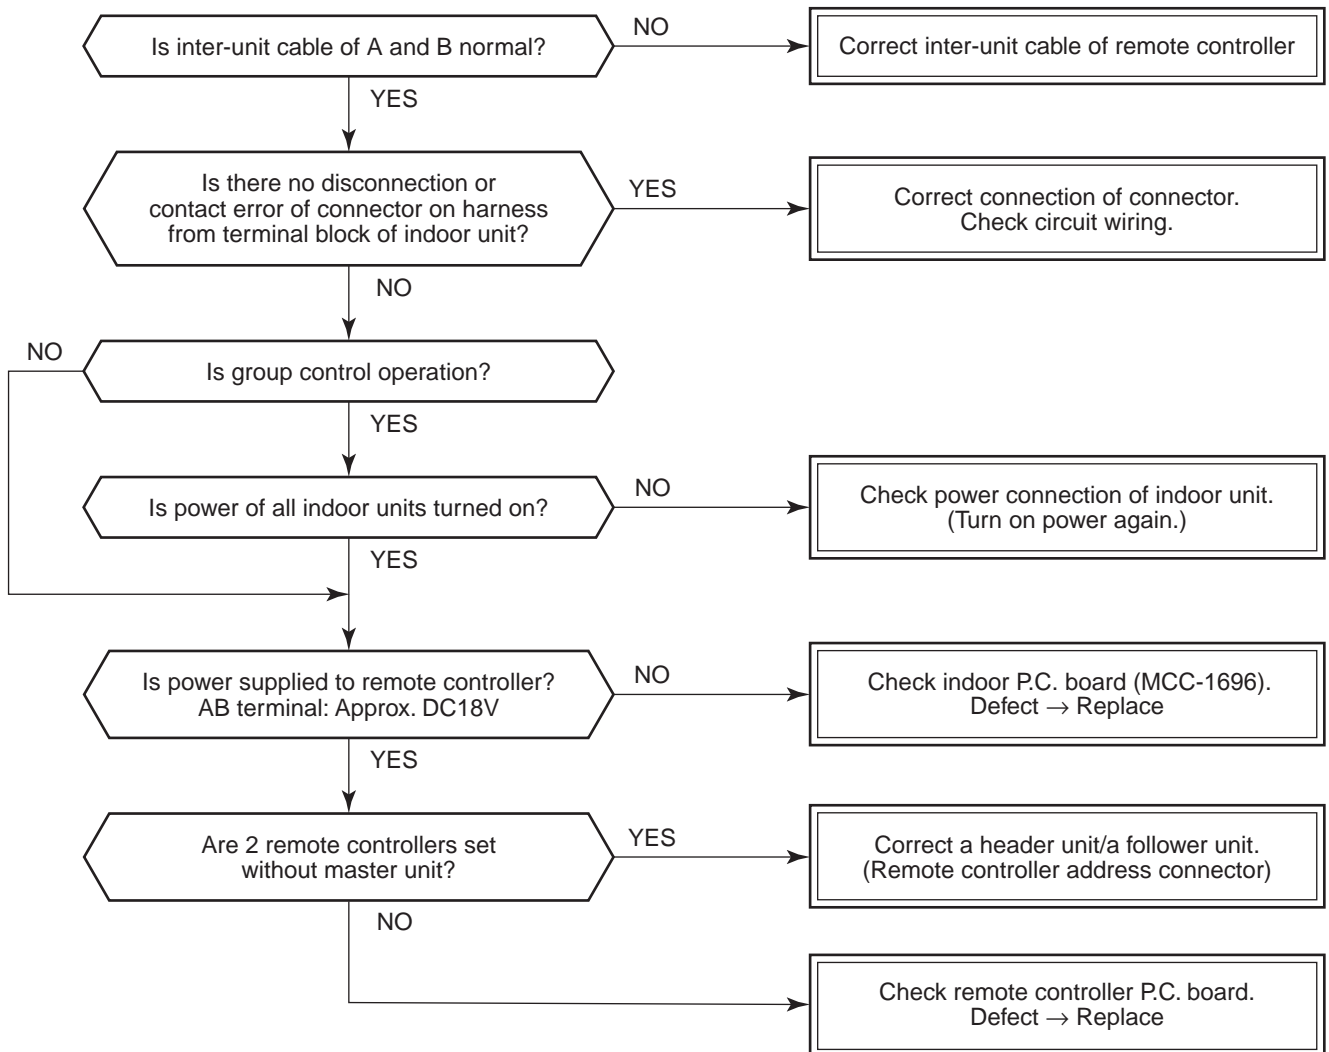 Is inter-unit cable of A and B normal?
NO
Correct inter-unit cable of remote controller
YES
Is there no disconnection or
contact error of connector on harness
from terminal block of indoor unit?
YES
Correct connection of connector.
Check circuit wiring.
NO
NO
Is group control operation?
YES
Is power of all indoor units turned on?
NO
Check power connection of indoor unit.
(Turn on power again.)
YES
Is power supplied to remote controller?
AB terminal: Approx. DC18V
NO
Check indoor P.C. board (MCC-1696).
Defect → Replace
YES
Are 2 remote controllers set
without master unit?
YES
Correct a header unit/a follower unit.
(Remote controller address connector)
NO
Check remote controller P.C. board.
Defect → Replace